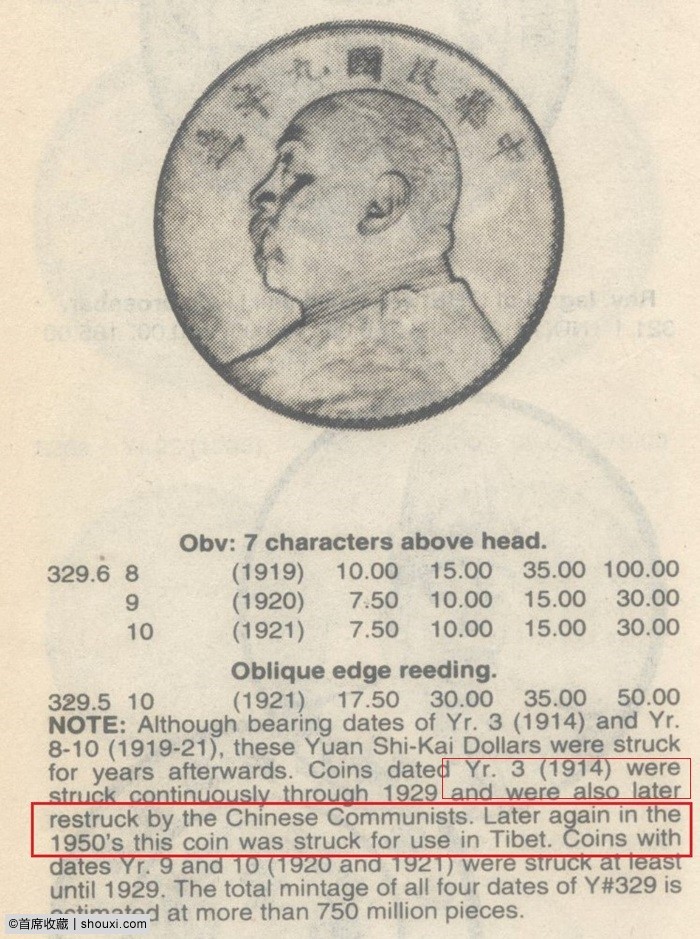 中華民國九年造
Obv: 7 characters above head.
329.6 8 (1919) 10.00 15.00 35.00 100.00
9 (1920) 7.50 10.00 15.00 30.00
10 (1921) 7.50 10.00 15.00 30.00
Oblique edge reeding.
329.5 10 (1921) 17.50 30.00 35.00 50.00
NOTE: Although bearing dates of Yr. 3 (1914) and Yr.
8-10 (1919-21), these Yuan Shi-Kai Dollars were struck
for years afterwards. Coins dated Yr. 3 (1914) were
struck continuously through 1929 and were also later
restruck by the Chinese Communists. Later again in the
1950's this coin was struck for use in Tibet. Coins with
dates Yr. 9 and 10 (1920 and 1921) were struck at least
until 1929. The total mintage of all four dates of Y#329 is
estimated at more than 750 million pieces.
©首席收藏 | shouxi.com